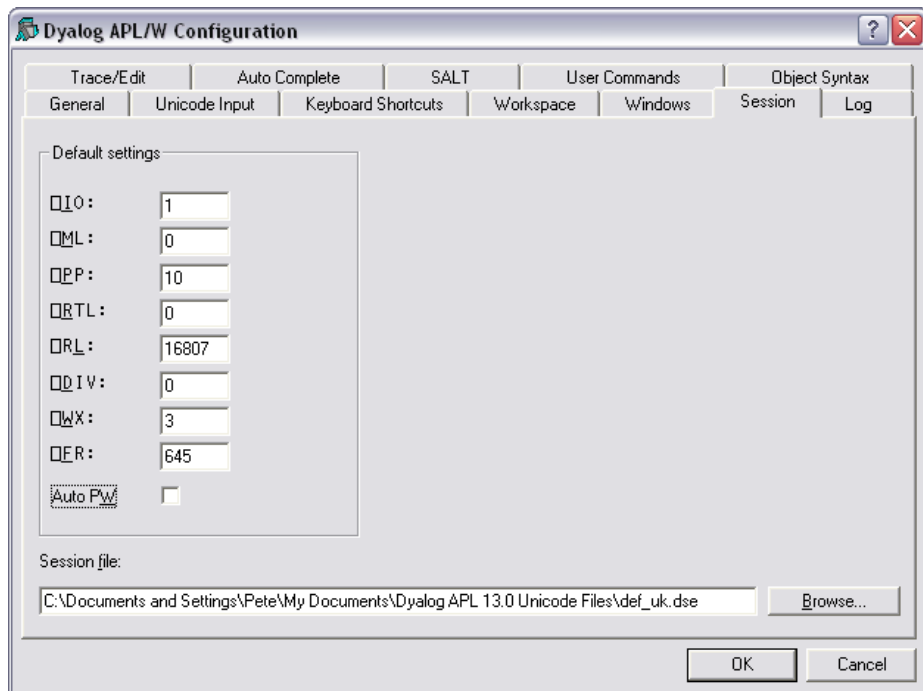 Dyalog APL/W Configuration
Trace/Edit Auto Complete SALT User Commands Object Syntax
General Unicode Input Keyboard Shortcuts Workspace Windows Session Log
Default settings
⎕IO: 1
⎕ML: 0
⎕PP: 10
⎕RTL: 0
⎕RL: 16807
⎕DIV: 0
⎕WX: 3
⎕FR: 645
Auto PW
Session file:
C:\Documents and Settings\Pete\My Documents\Dyalog APL 13.0 Unicode Files\def_uk.dse Browse...
OK Cancel